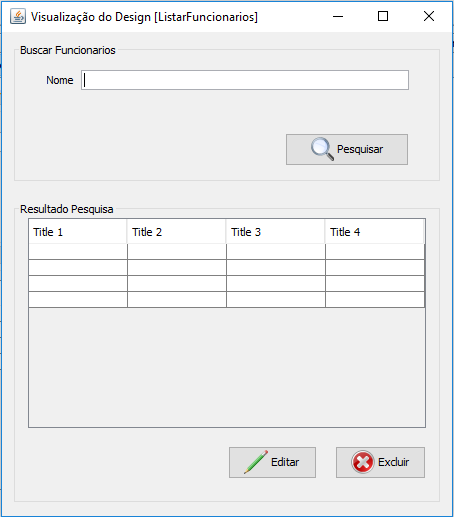 Visualização do Design [ListarFuncionarios]
Buscar Funcionarios
Nome
Pesquisar
Resultado Pesquisa
Title 1 Title 2 Title 3 Title 4
Editar Excluir